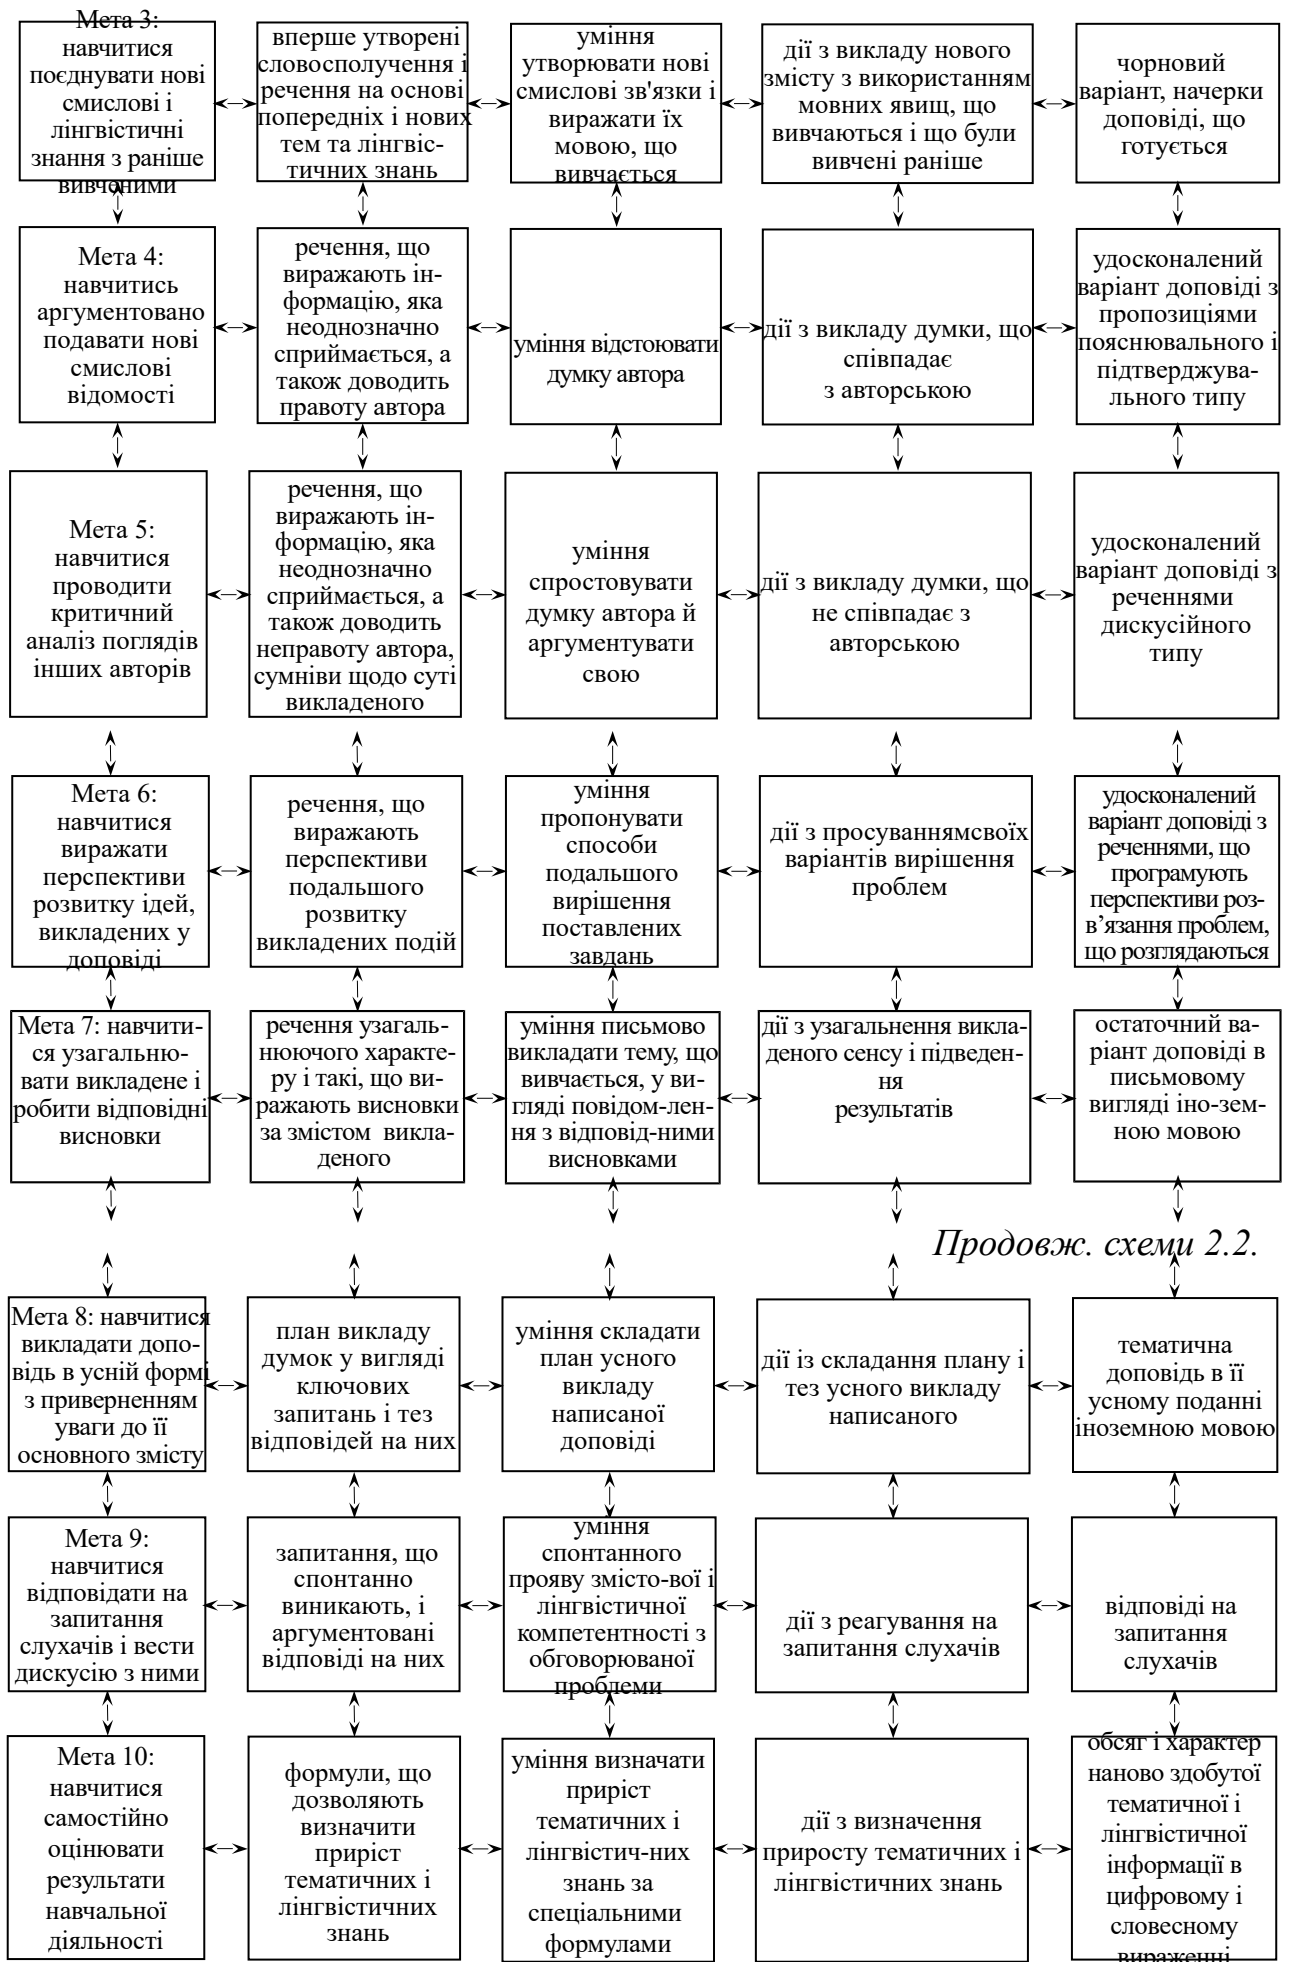 Мета 3:
навчитися
поєднувати нові
смислові і
лінгвістичні
знання з раніше
вивченими
вперше утворені
словосполучення і
речення на основі
попередніх і нових
тем та лінгвіс-
тичних знань
уміння
утворювати нові
смислові зв'язки і
виражати їх
мовою, що
вивчається
дії з викладу нового
змісту з використанням
мовних явищ, що
вивчаються і що були
вивчені раніше
чорновий
варіант, начерки
доповіді, що
готується
Мета 4:
навчитись
аргументовано
подавати нові
смислові
відомості
речення, що
виражають ін-
формацію, яка
неоднозначно
сприймається, а
також доводить
правоту автора
уміння відстоювати
думку автора
дії з викладу думки, що
співпадає
з авторською
удосконалений
варіант доповіді з
пропозиціями
пояснювального і
підтверджува-
льного типу
Мета 5:
навчитися
проводити
критичний
аналіз поглядів
інших авторів
речення, що
виражають ін-
формацію, яка
неоднозначно
сприймається, а
також доводить
неправоту автора,
сумніви щодо суті
викладеного
уміння
спростовувати
думку автора й
аргументувати
свою
дії з викладу думки, що
не співпадає з
авторською
удосконалений
варіант доповіді з
реченнями
дискусійного
типу
Мета 6:
навчитися
виражати
перспективи
розвитку ідей,
викладених у
доповіді
речення, що
виражають
перспективи
подальшого
розвитку
викладених подій
уміння
пропонувати
способи
подальшого
вирішення
поставлених
завдань
дії з просуваннямсвоїх
варіантів вирішення
проблем
удосконалений
варіант доповіді з
реченнями, що
програмують
перспективи роз-
в’язання проблем,
що розглядаються
Мета 7: навчити-
ся узагальню-
вати викладене і
робити відповідні
висновки
речення узагаль-
нюючого характе-
ру і такі, що ви-
ражають висновки
за змістом викла-
деного
уміння письмово
викладати тему, що
вивчається, у ви-
гляді повідом-лен-
ня з відповід-ними
висновками
дії з узагальнення викла-
деного сенсу і підведен-
ня
результатів
остаточний ва-
ріант доповіді в
письмовому
вигляді іно-зем-
ною мовою
Продовж. схеми 2.2.
Мета 8: навчитися
викладати допо-
відь в усній формі
з приверненням
уваги до її
основного змісту
план викладу
думок у вигляді
ключових
запитань і тез
відповідей на них
уміння складати
план усного
викладу
написаної
доповіді
дії із складання плану і
тез усного викладу
написаного
тематична
доповідь в її
усному поданні
іноземною мовою
Мета 9:
навчитися
відповідати на
запитання
слухачів і вести
дискусію з ними
запитання, що
спонтанно
виникають, і
аргументовані
відповіді на них
уміння
спонтанного
прояву змісто-вої і
лінгвістичної
компетентності з
обговорюваної
проблеми
дії з реагування на
запитання слухачів
відповіді на
запитання
слухачів
Мета 10:
навчитися
самостійно
оцінювати
результати
навчальної
діяльності
формули, що
дозволяють
визначити
приріст
тематичних і
лінгвістичних
знань
уміння визначати
приріст
тематичних і
лінгвістич-них
знань за
спеціальними
формулами
дії з визначення
приросту тематичних і
лінгвістичних знань
обсяг і характер
наново здобутої
тематичної і
лінгвістичної
інформації в
цифровому і
словесному
вираженні